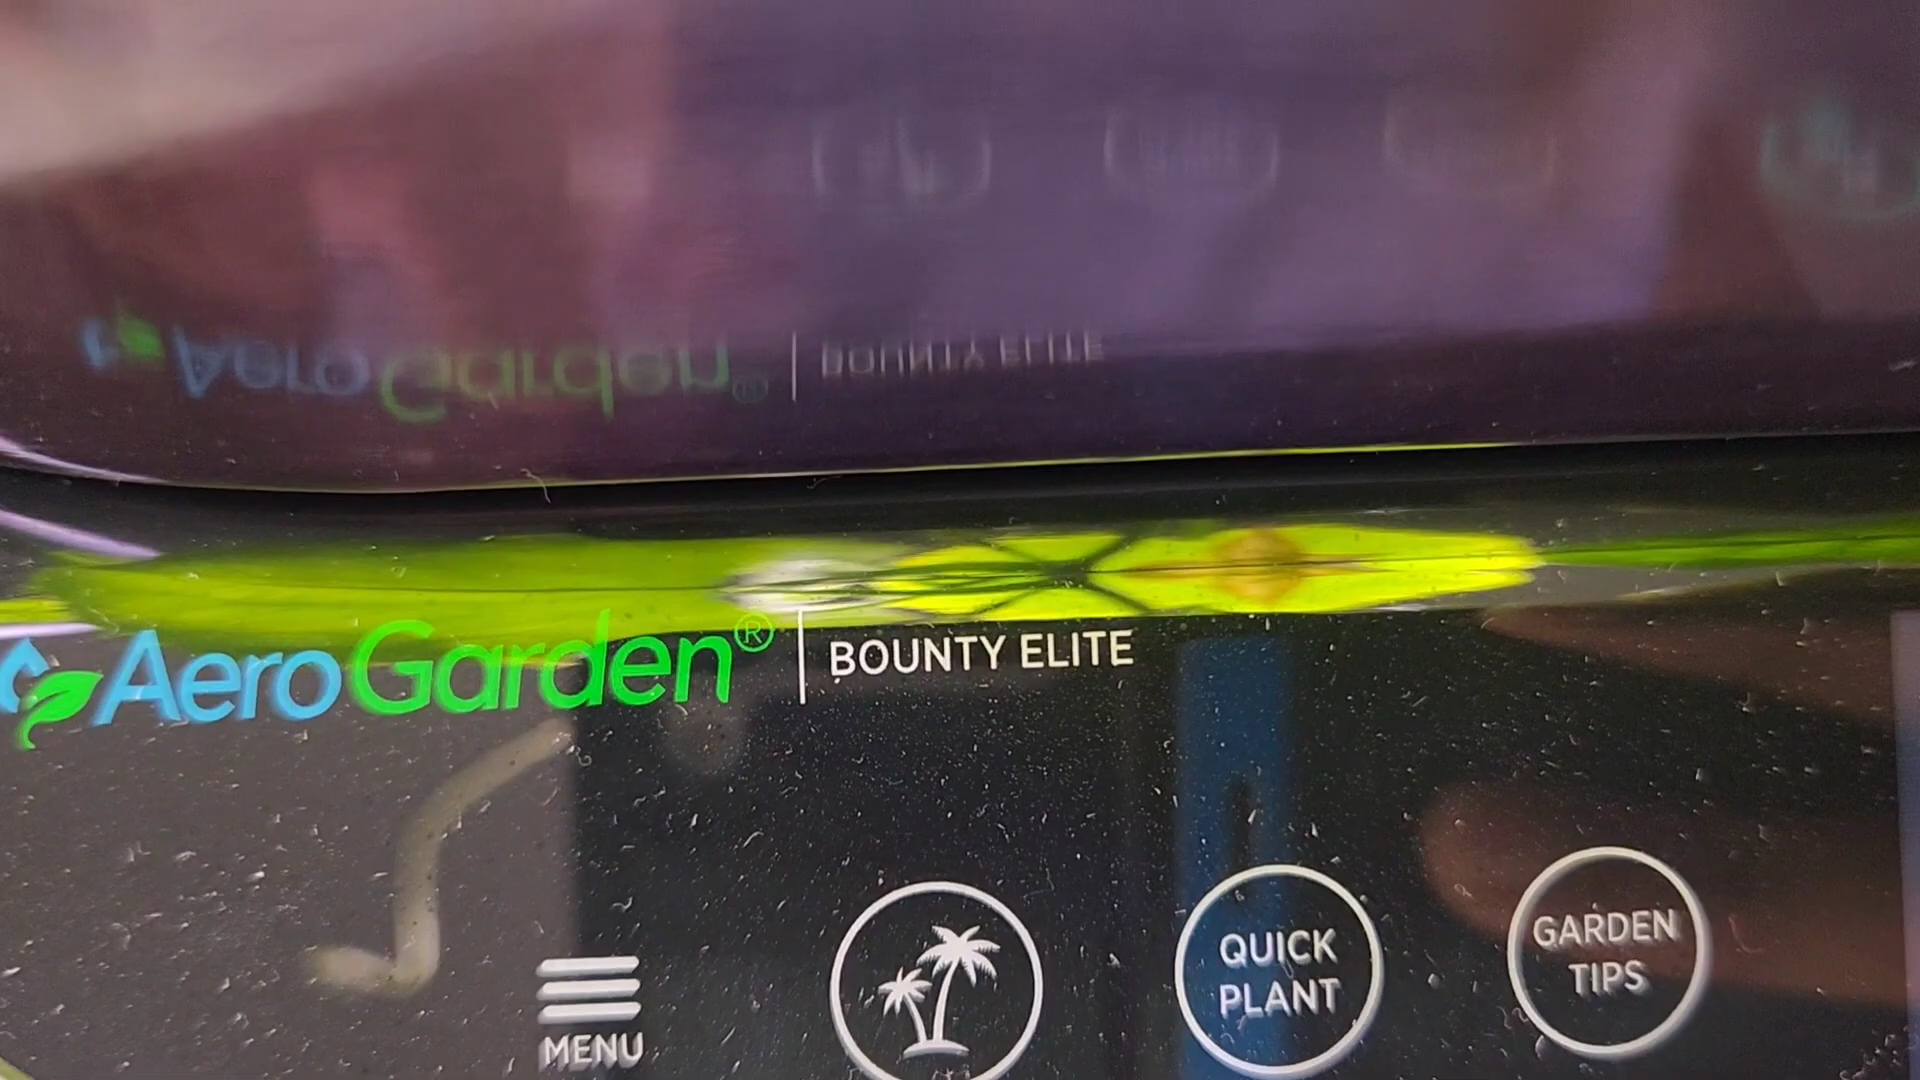 AeroGarden® | BOUNTY ELITE
MENU
QUICK
PLANT
GARDEN
TIPS